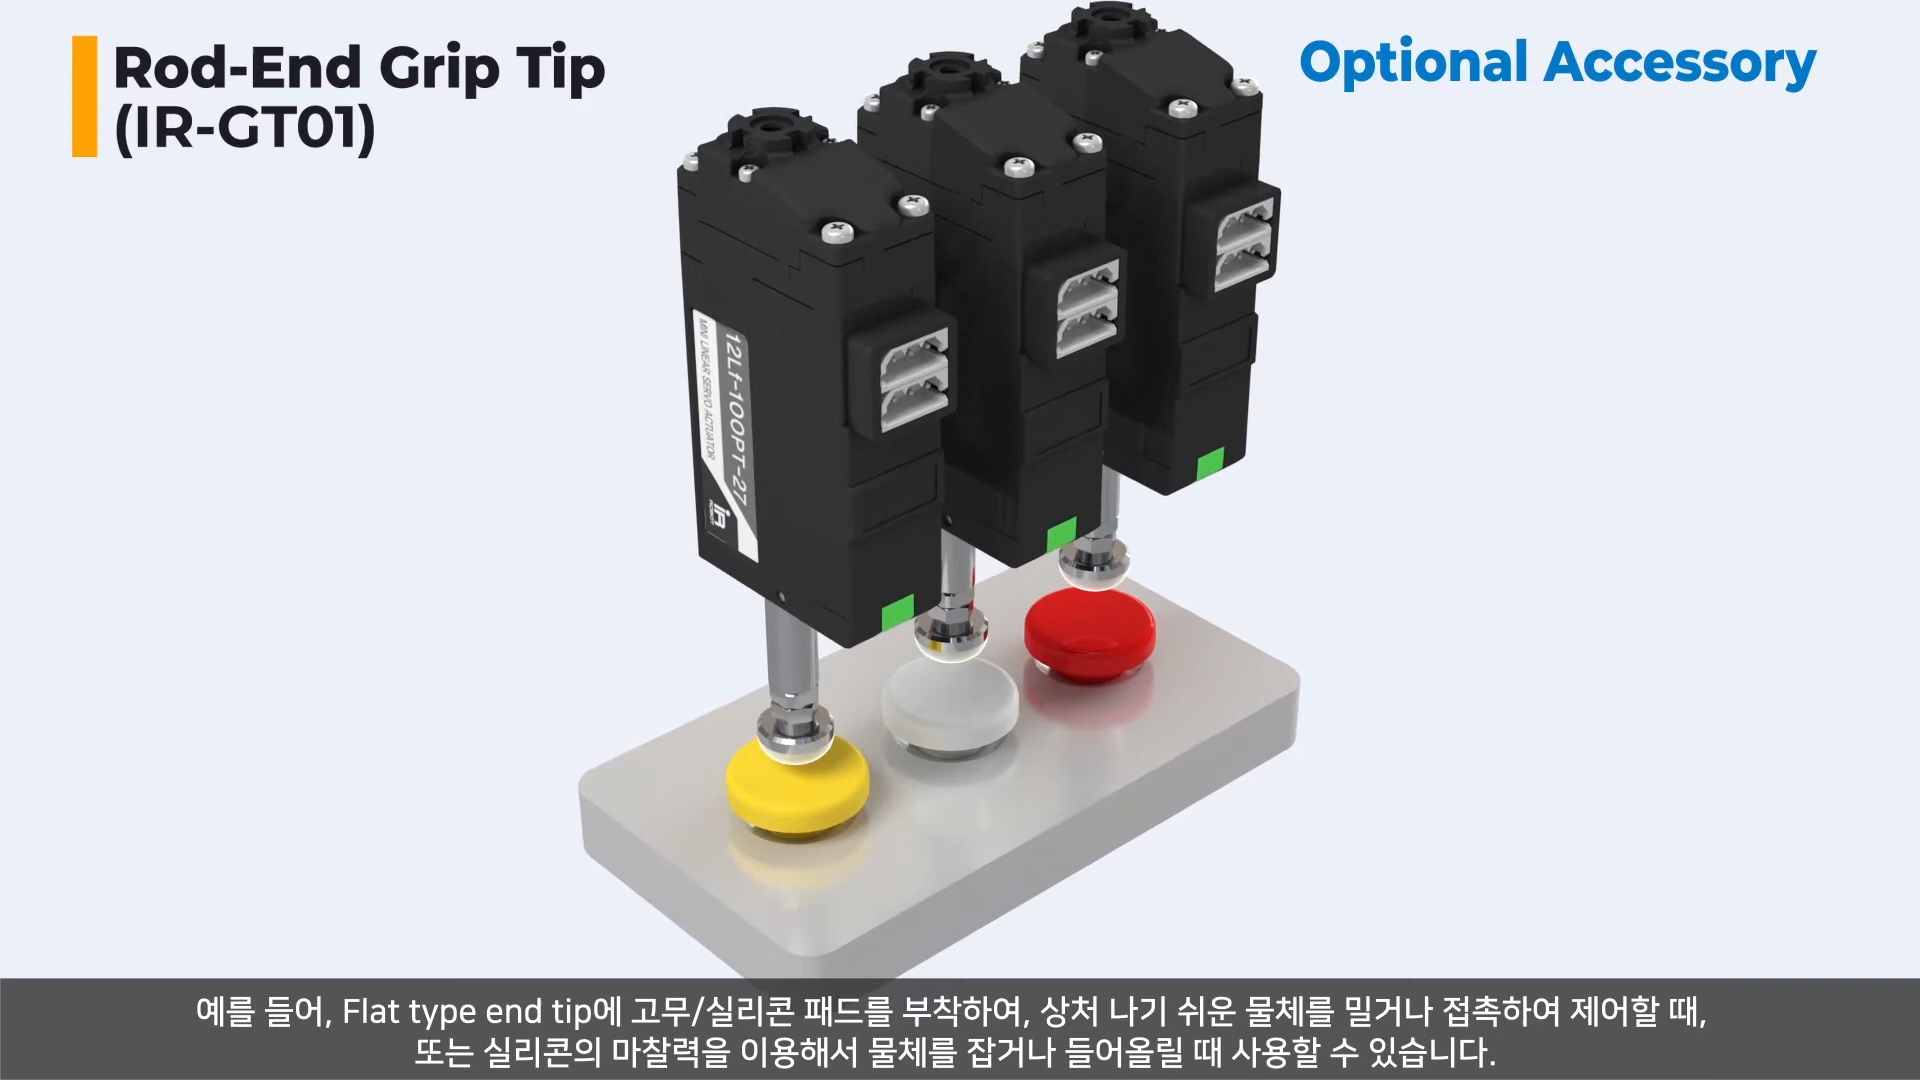 Rod-End Grip Tip
(IR-GT01)
Optional Accessory
12Lf-100PT-27
MINI LINEAR SERVO ACTUATOR
iR
ROBOT
예를 들어, Flat type end tip에 고무/실리콘 패드를 부착하여, 상처 나기 쉬운 물체를 밀거나 접촉하여 제어할 때,
또는 실리콘의 마찰력을 이용해서 물체를 잡거나 들어올릴 때 사용할 수 있습니다.